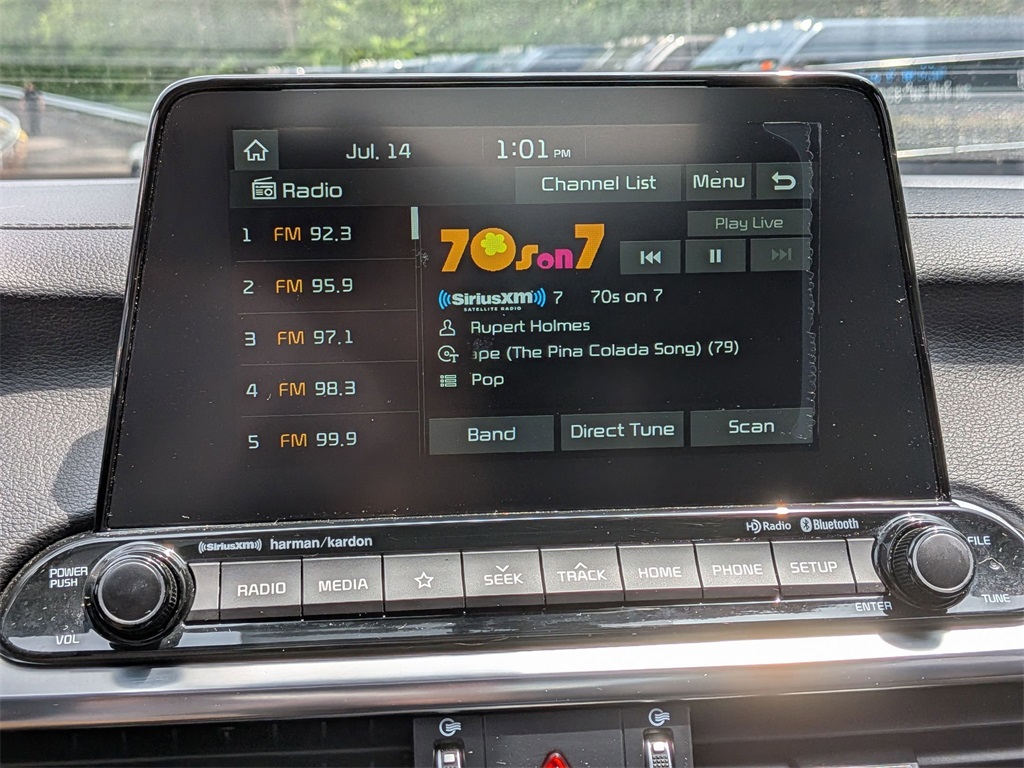 Jul. 14 1:01 PM
Radio Channel List Menu
1 FM 92.3
2 FM 95.9
3 FM 97.1
4 FM 98.3
5 FM 99.9
Play Live
70s on 7
((SiriusXM)) 7 70s on 7
SATELLITE RADIO
Rupert Holmes
ape (The Pina Colada Song) (79)
Pop
Band Direct Tune Scan
((SiriusXM)) harman/kardon HD Radio Bluetooth
POWER
PUSH
VOL
RADIO MEDIA SEEK TRACK HOME PHONE SETUP
FILE
TUNE
ENTER